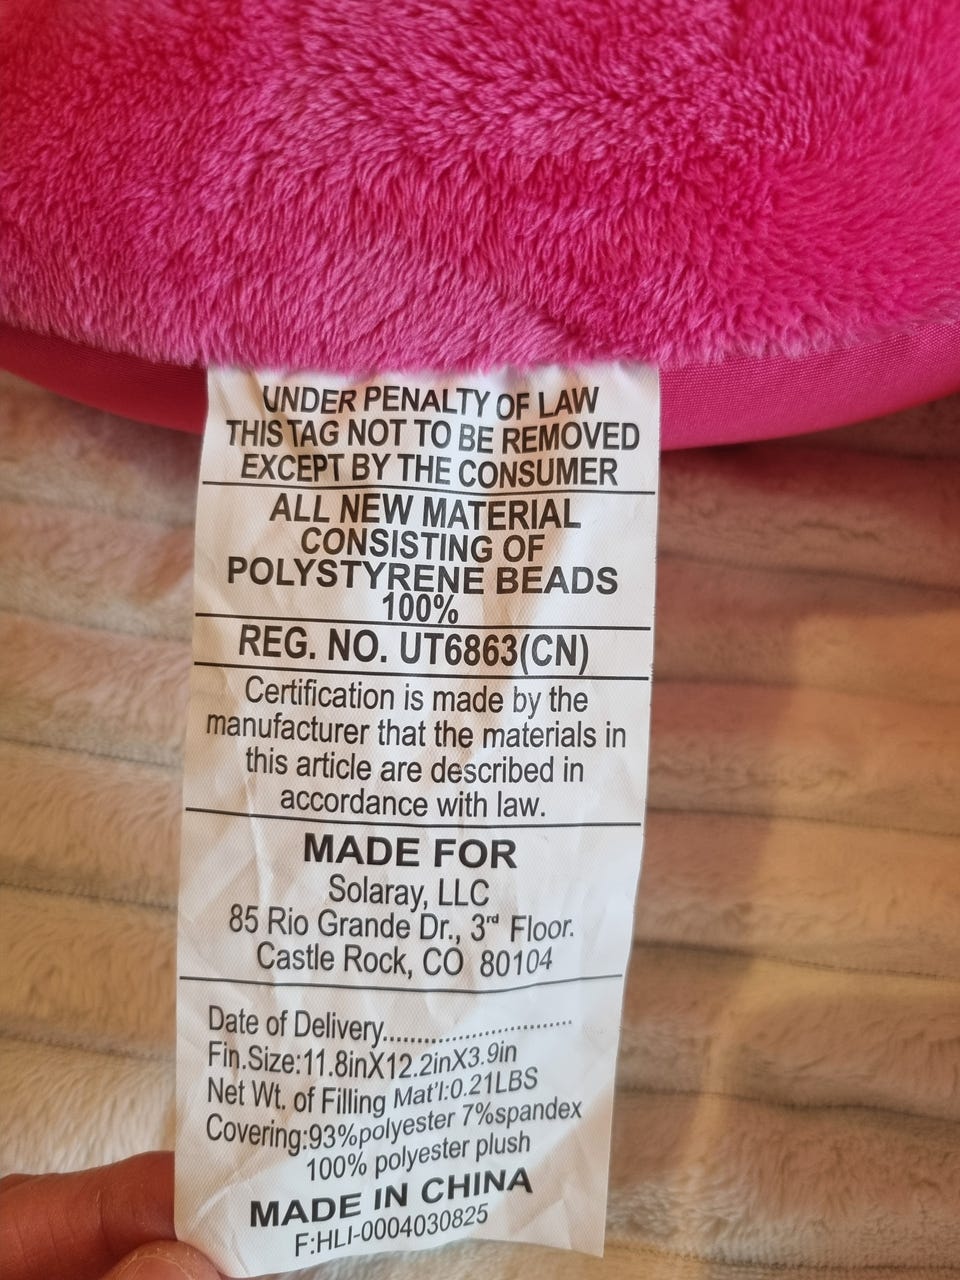 UNDER PENALTY OF LAW
THIS TAG NOT TO BE REMOVED
EXCEPT BY THE CONSUMER
ALL NEW MATERIAL
CONSISTING OF
POLYSTYRENE BEADS
100%
REG. NO. UT6863(CN)
Certification is made by the
manufacturer that the materials in
this article are described in
accordance with law.
MADE FOR
Solaray, LLC
85 Rio Grande Dr., 3rd Floor.
Castle Rock, CO 80104
Date of Delivery..............................
Fin.Size:11.8inX12.2inX3.9in
Net Wt. of Filling Mat'l:0.21LBS
Covering:93%polyester 7%spandex
100% polyester plush
MADE IN CHINA
F:HLI-0004030825